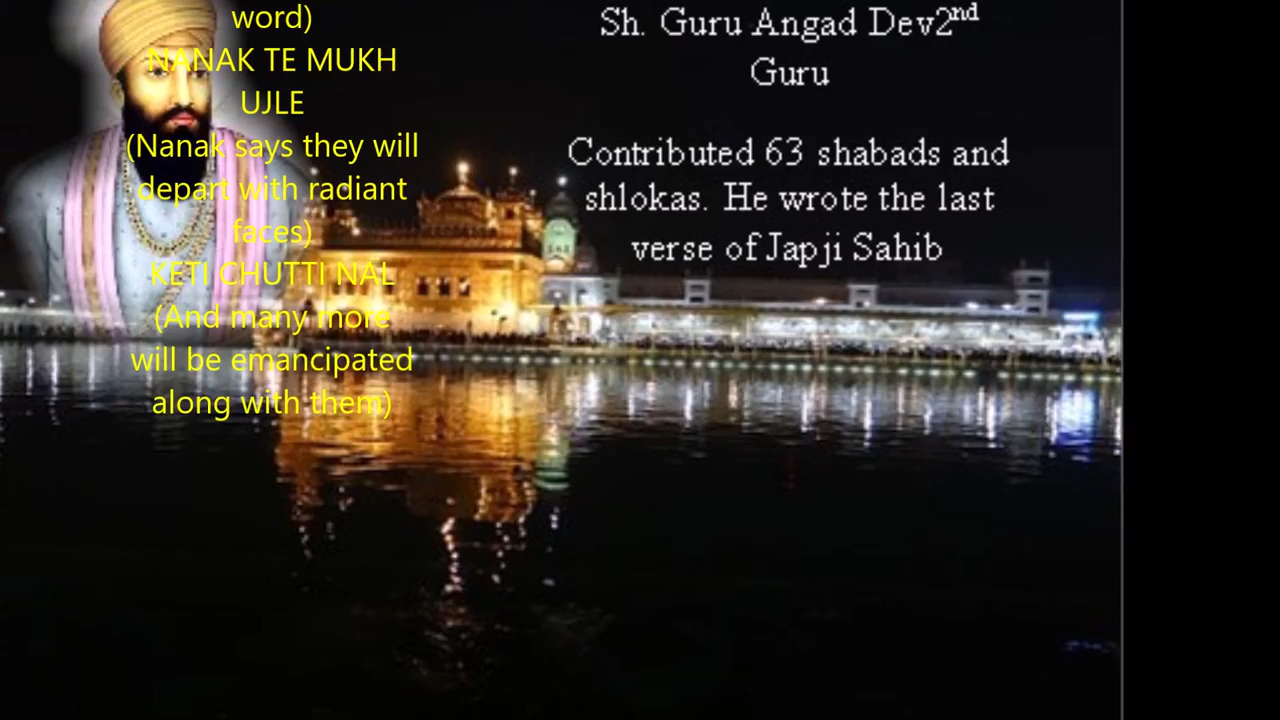 word)
NANAK TE MUKH
UJLE
(Nanak says they will
depart with radiant
faces)
KETI CHUTTI NAL
(And many more
will be emancipated
along with them)
Sh. Guru Angad Dev2nd
Guru
Contributed 63 shabads and
shlokas. He wrote the last
verse of Japji Sahib